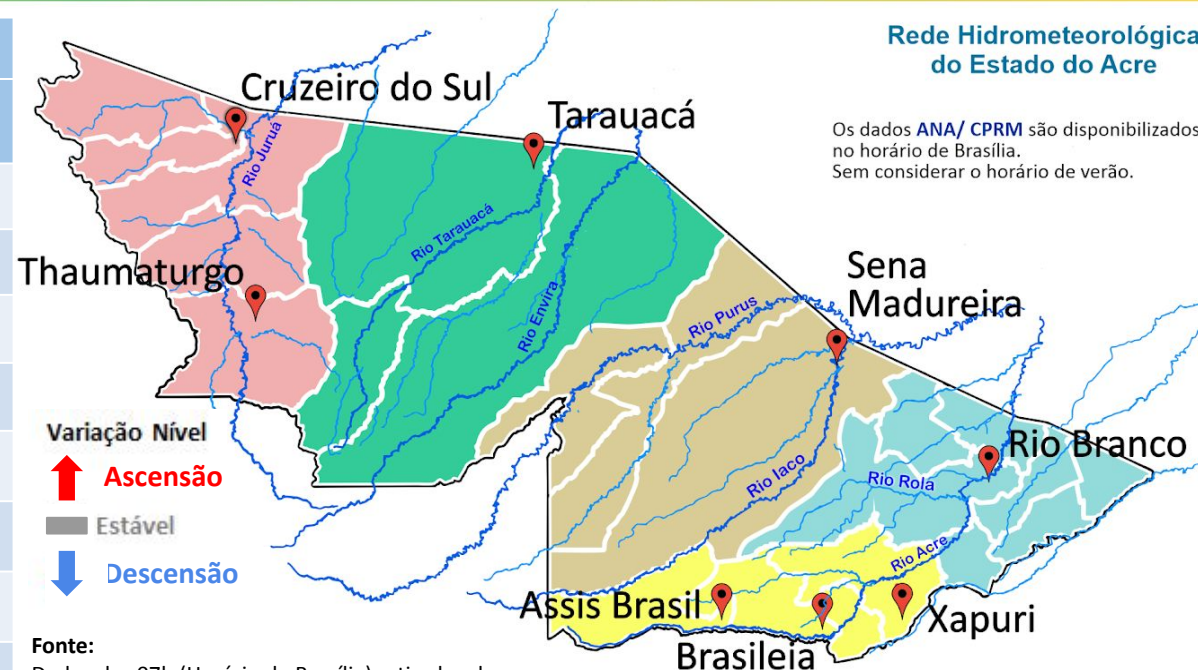 Rede Hidrometeorológica
do Estado do Acre
Os dados ANA/ CPRM são disponibilizados
no horário de Brasília.
Sem considerar o horário de verão.
Cruzeiro do Sul
Tarauacá
Rio Juruá
Rio Tarauacá
Thaumaturgo
Rio Envira
Sena
Madureira
Rio Purus
Rio Branco
Rio Iaco
Rio Rola
Rio Acre
Assis Brasil
Brasileia
Xapuri
Variação Nível
Ascensão
Estável
Descensão
Fonte: